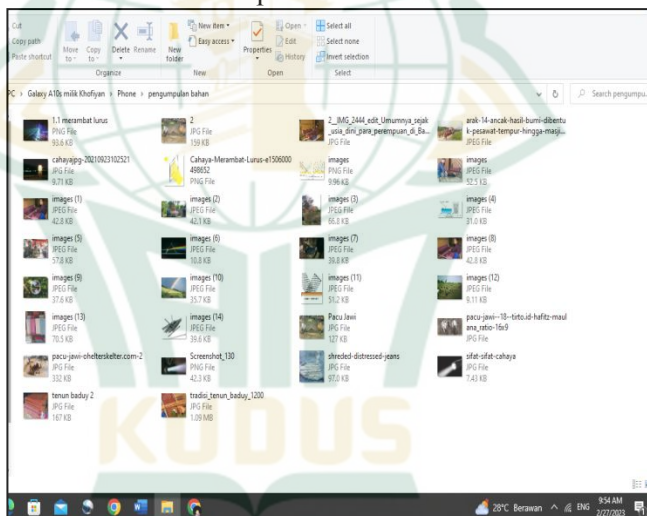 Cut
Copy path
Paste shortcut
Move to
Copy to
Delete
Rename
New folder
New item
Easy access
Properties
Open
Edit
History
Select all
Select none
Invert selection
Organize
New
Open
Select
PC > Galaxy A10s milik Khofiyan > Phone > pengumpulan bahan
Search pengumpu...
1.1 merambat lurus
PNG File
93.6 KB
2
JPG File
159 KB
2__IMG_2444_edit_Umumnya_sejak
_usia_dini_para_perempuan_di_Ba...
JPG File
arak-14-ancak-hasil-bumi-dibentu
k-pesawat-tempur-hingga-masji...
JPEG File
cahayajpg-20210923102521
JPG File
9.71 KB
Cahaya-Merambat-Lurus-e1506000
498652
PNG File
images
PNG File
9.96 KB
images
JPEG File
52.5 KB
images (1)
JPEG File
42.8 KB
images (2)
JPEG File
42.1 KB
images (3)
JPEG File
66.8 KB
images (4)
JPEG File
31.0 KB
images (5)
JPEG File
57.8 KB
images (6)
JPEG File
10.8 KB
images (7)
JPEG File
39.8 KB
images (8)
JPEG File
42.8 KB
images (9)
JPEG File
37.6 KB
images (10)
JPEG File
35.7 KB
images (11)
JPEG File
51.2 KB
images (12)
JPEG File
9.11 KB
images (13)
JPEG File
70.5 KB
images (14)
JPEG File
39.6 KB
Pacu Jawi
JPG File
127 KB
pacu-jawi--18--tirto.id-hafitz-maul
ana_ratio-16x9
JPG File
pacu-jawi-ohelterskelter.com-2
JPG File
332 KB
Screenshot_130
PNG File
42.3 KB
shreded-distressed-jeans
JPG File
97.0 KB
sifat-sifat-cahaya
JPG File
7.43 KB
tenun baduy 2
JPG File
167 KB
tradisi_tenun_baduy_1200
JPG File
1.09 MB
KUDUS
28°C Berawan
ENG
9:54 AM
2/27/2023